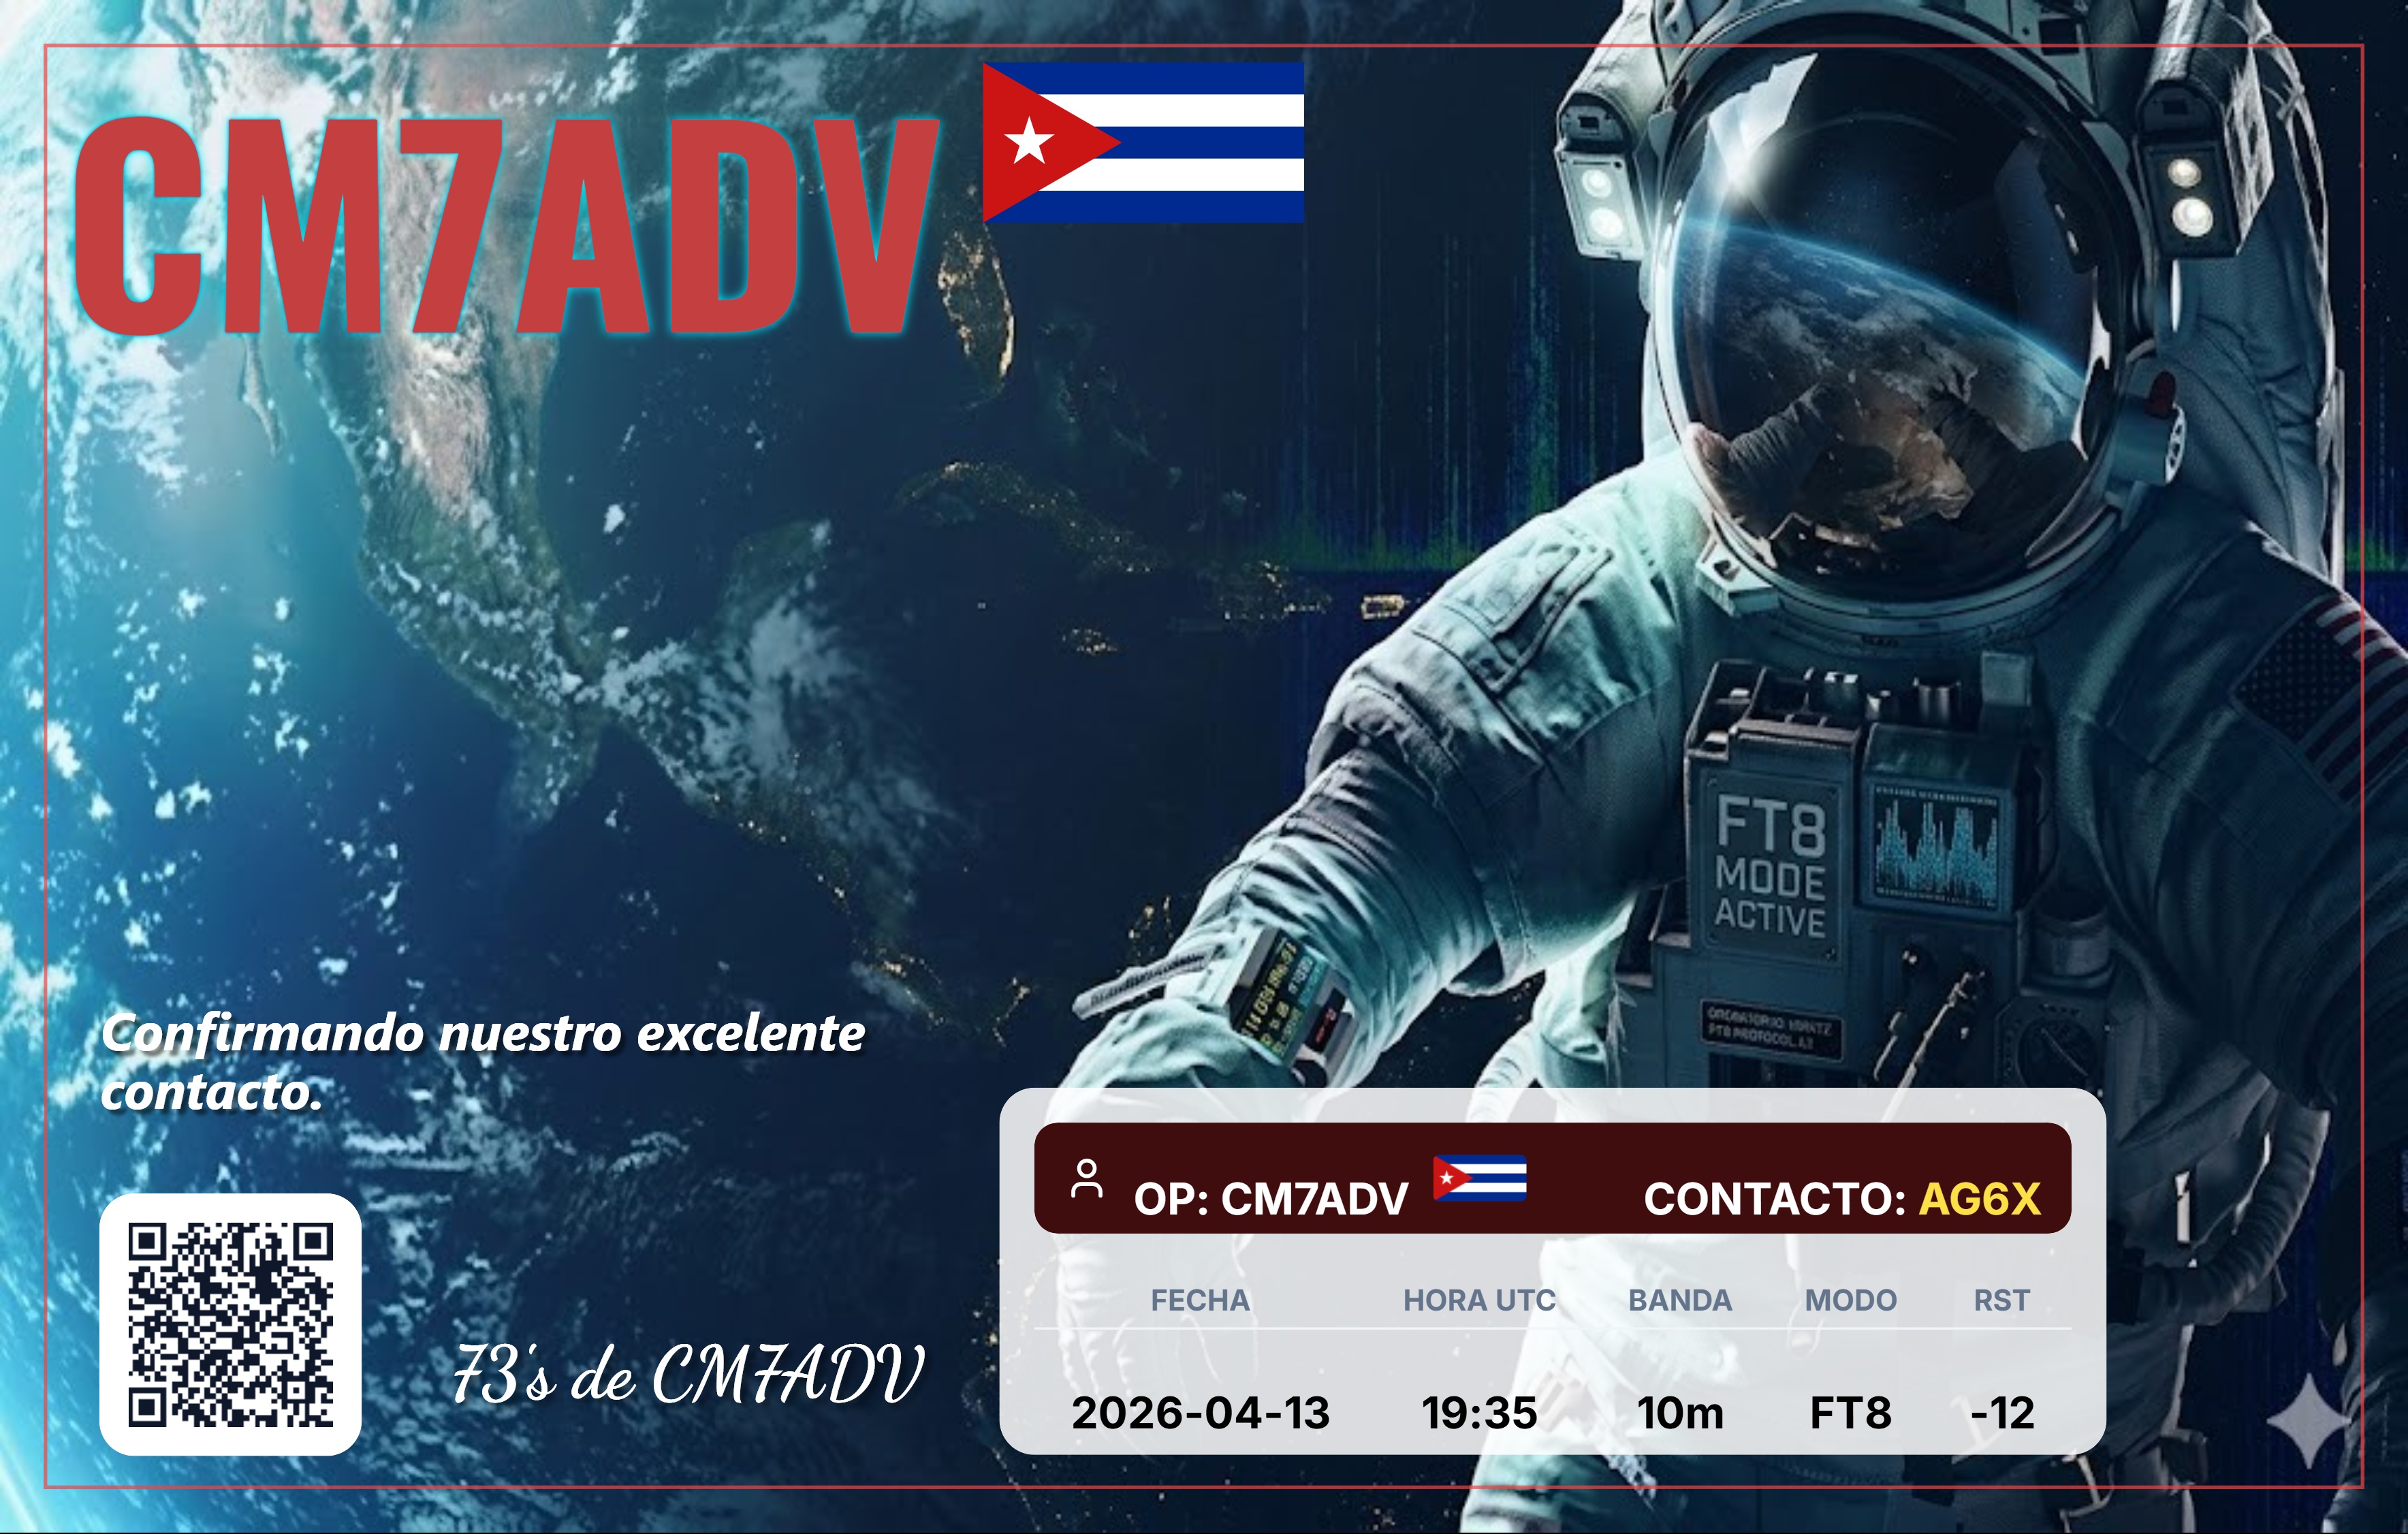 CM7ADV
FT8
MODE
ACTIVE
Confirmando nuestro excelente
contacto.
OP: CM7ADV CONTACTO: AG6X
FECHA HORA UTC BANDA MODO RST
2026-04-13 19:35 10m FT8 -12
73's de CM7ADV